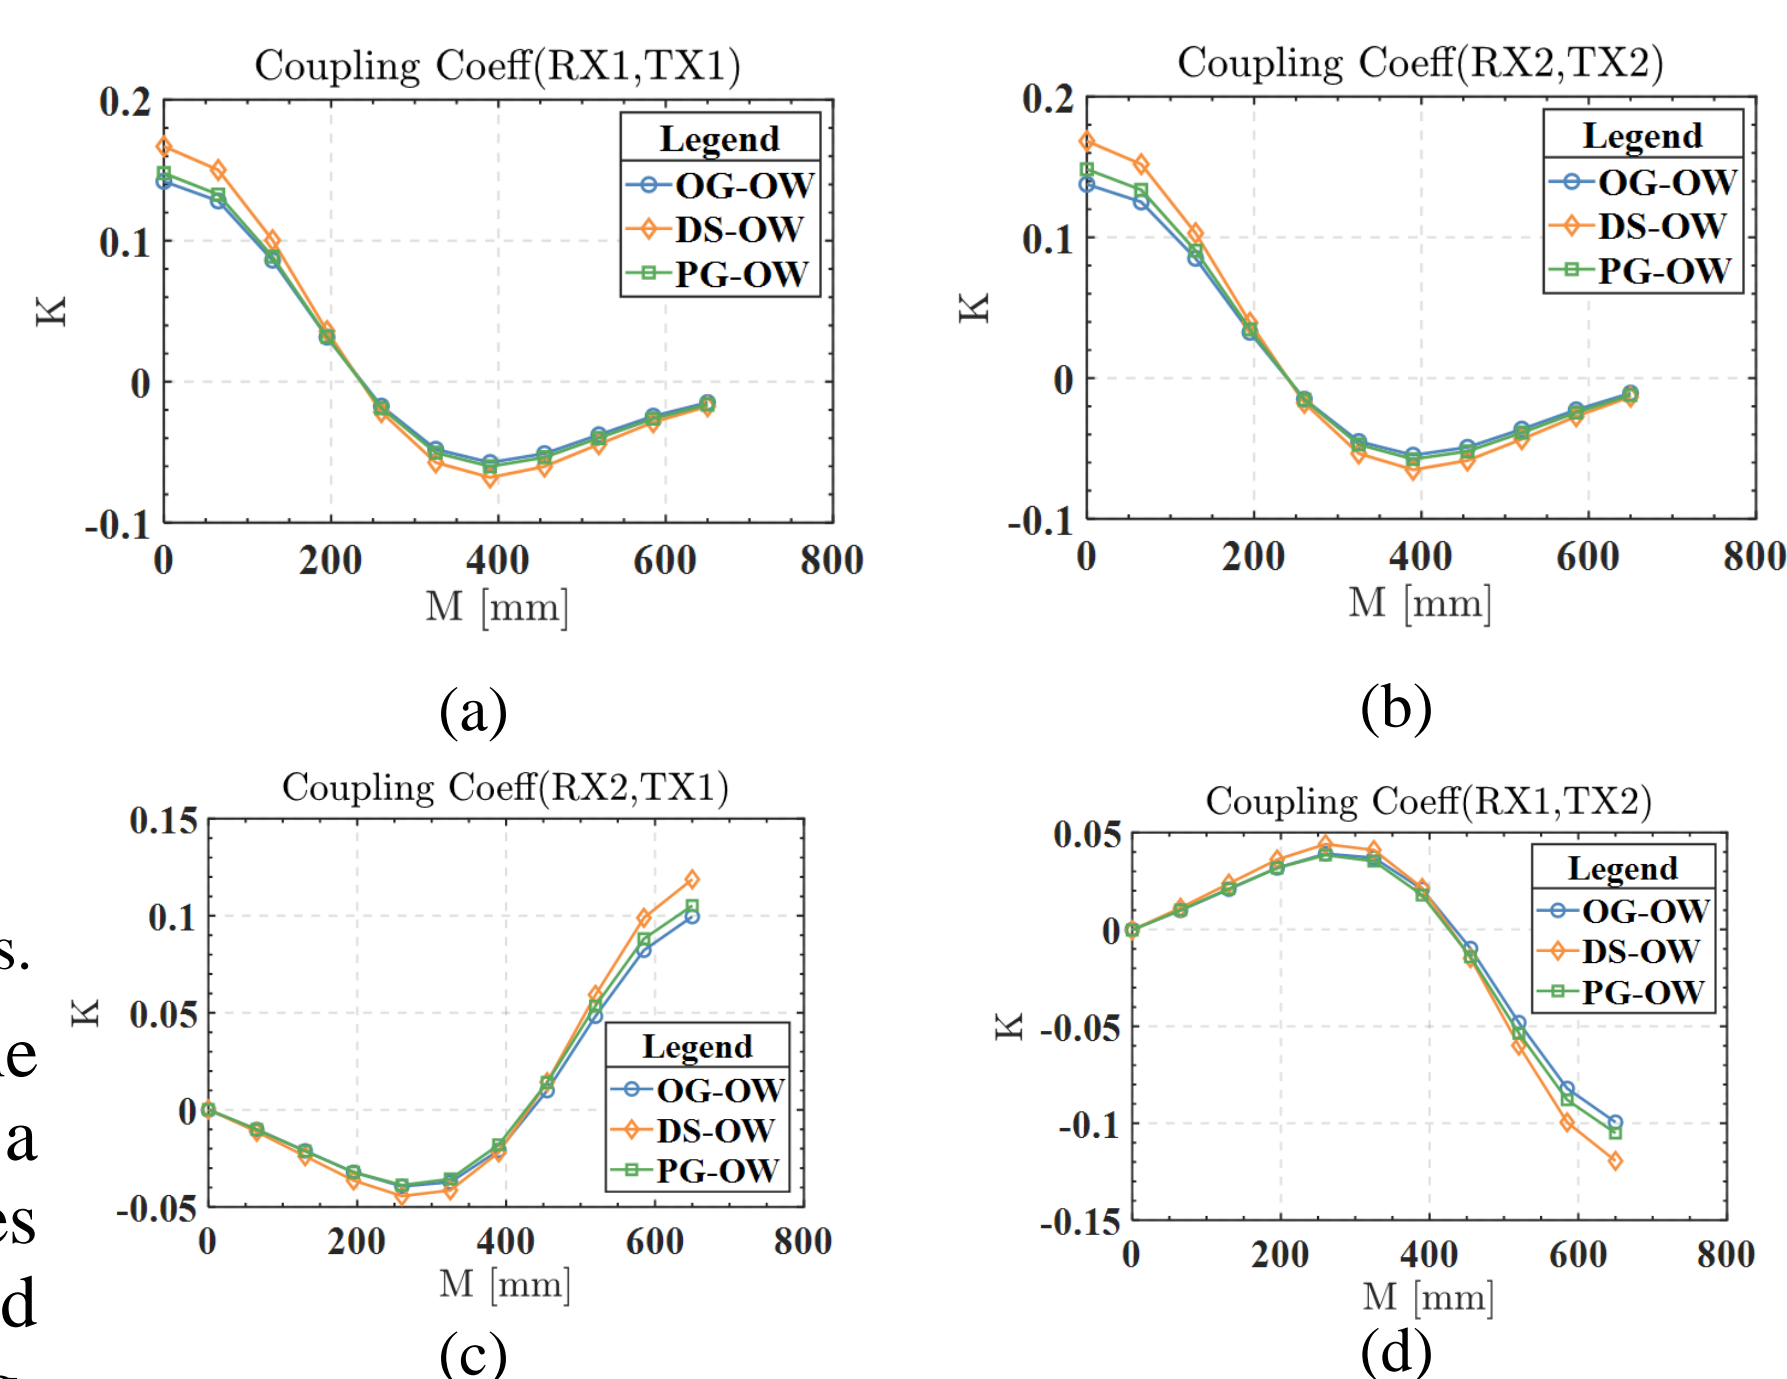 Coupling Coeff(RX1,TX1)
0.2
0.1
0
-0.1
K
0 200 400 600 800
M [mm]
Legend
OG-OW
DS-OW
PG-OW
(a)
Coupling Coeff(RX2,TX2)
0.2
0.1
0
-0.1
K
0 200 400 600 800
M [mm]
Legend
OG-OW
DS-OW
PG-OW
(b)
Coupling Coeff(RX2,TX1)
0.15
0.1
0.05
0
-0.05
K
0 200 400 600 800
M [mm]
Legend
OG-OW
DS-OW
PG-OW
(c)
Coupling Coeff(RX1,TX2)
0.05
0
-0.05
-0.1
-0.15
K
0 200 400 600 800
M [mm]
Legend
OG-OW
DS-OW
PG-OW
(d)
s.
le
a
es
d